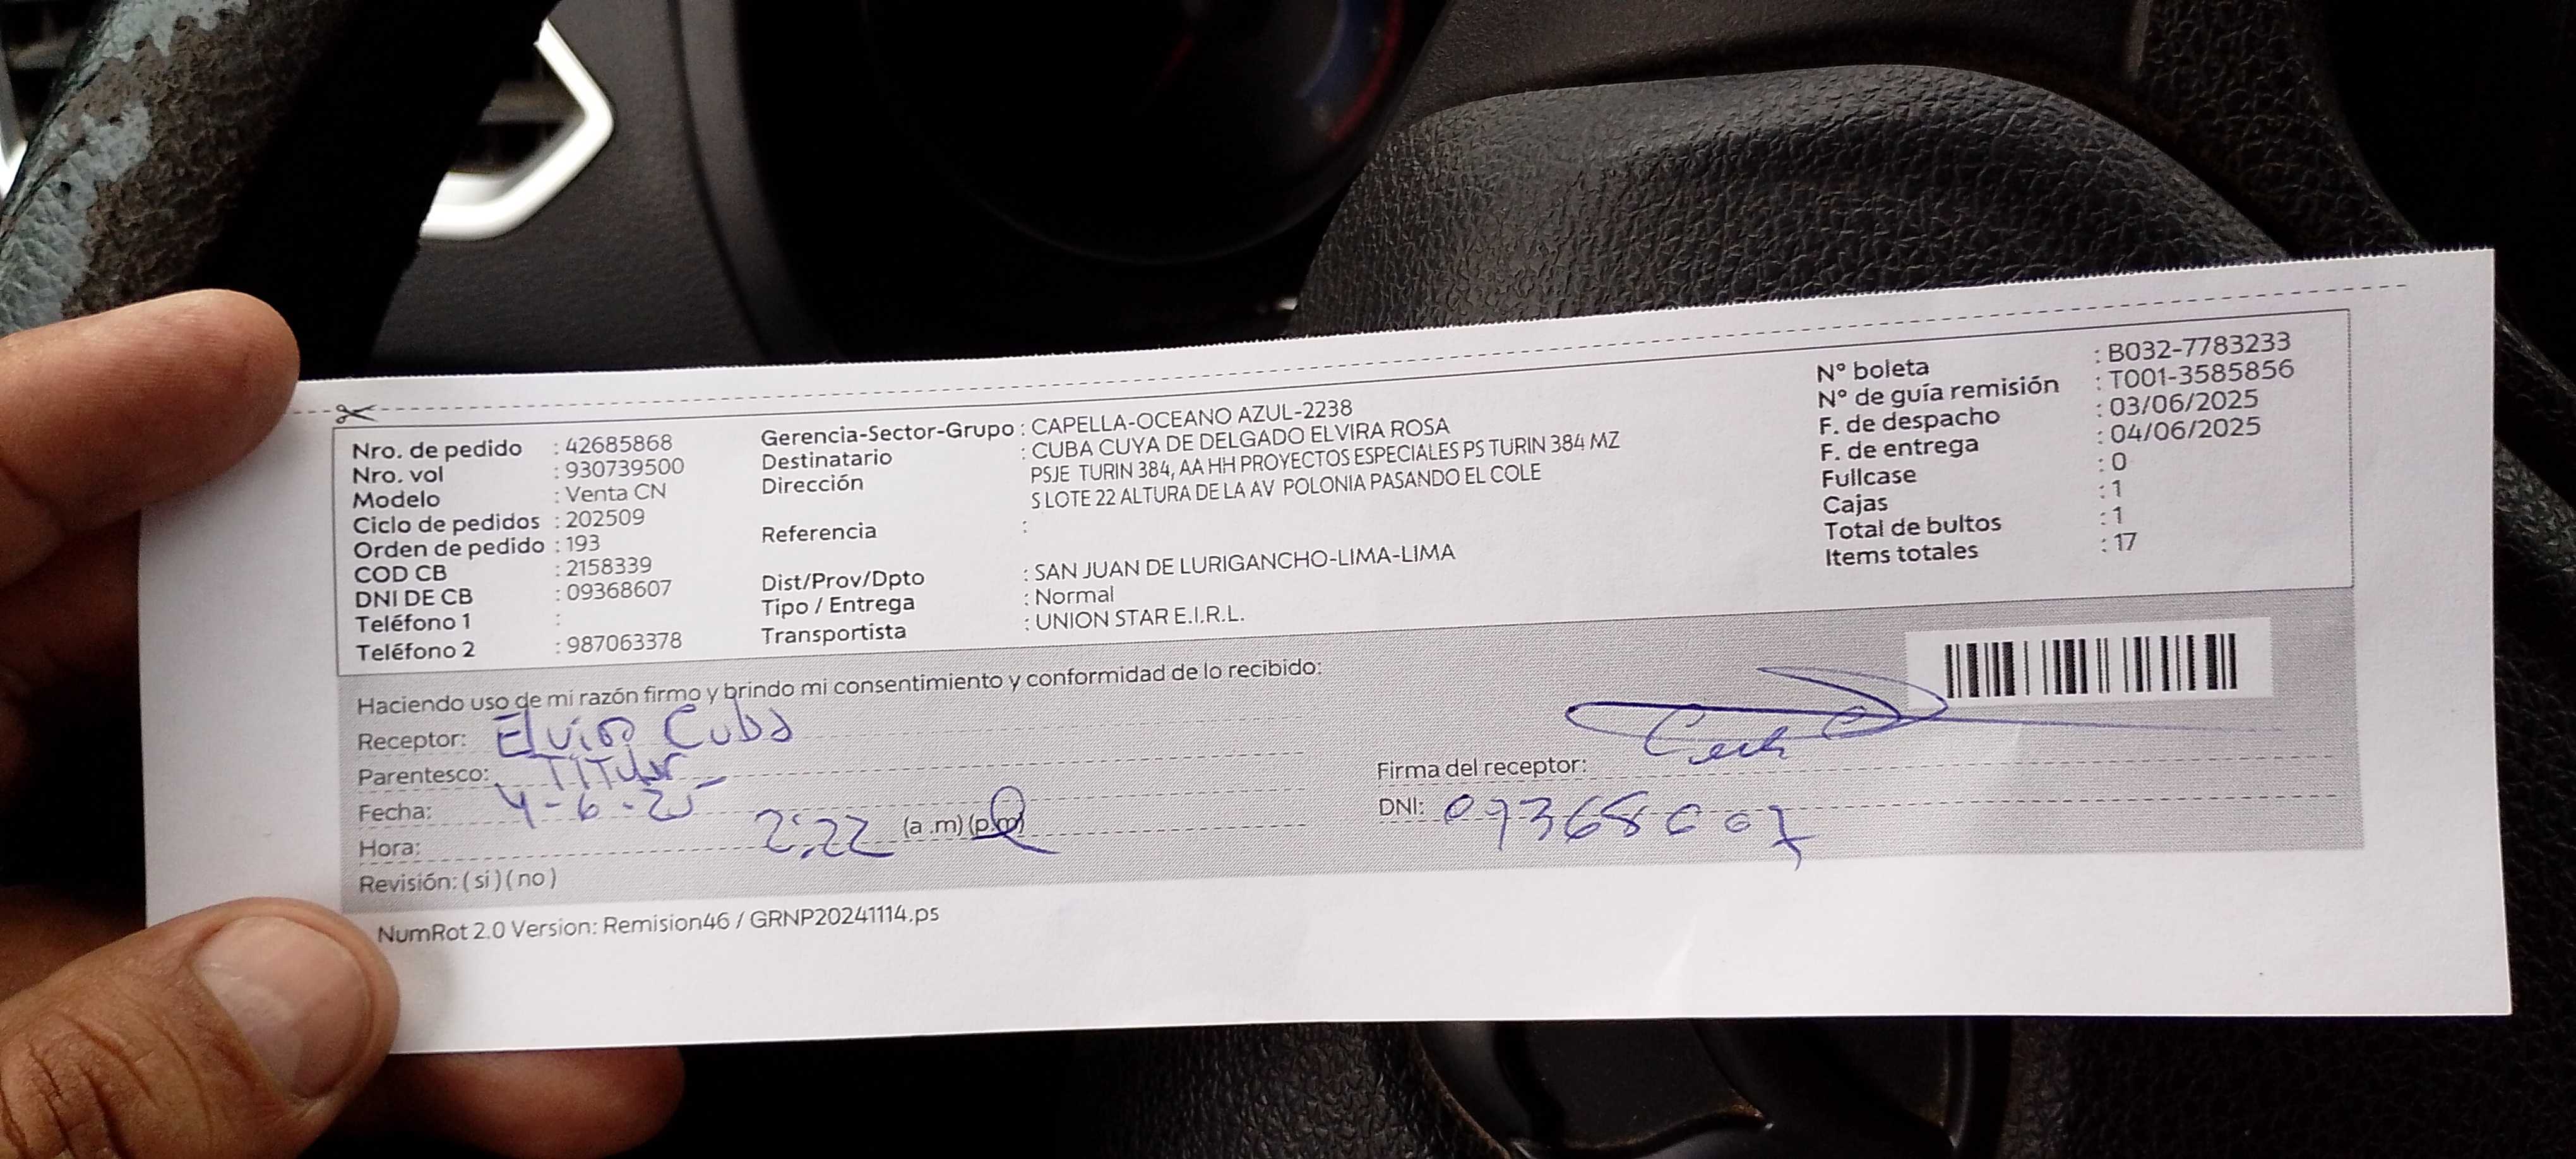 Nro. de pedido : 42685868
Nro. vol : 930739500
Modelo : Venta CN
Ciclo de pedidos : 202509
Orden de pedido : 193
COD CB : 2158339
DNI DE CB : 09368607
Teléfono 1 :
Teléfono 2 : 987063378
Gerencia-Sector-Grupo : CAPELLA-OCEANO AZUL-2238
Destinatario : CUBA CUYA DE DELGADO ELVIRA ROSA
Dirección PSJE TURIN 384, AA HH PROYECTOS ESPECIALES PS TURIN 384 MZ
S LOTE 22 ALTURA DE LA AV POLONIA PASANDO EL COLE
Referencia :
Dist/Prov/Dpto : SAN JUAN DE LURIGANCHO-LIMA-LIMA
Tipo / Entrega : Normal
Transportista : UNION STAR E.I.R.L.
N° boleta : B032-7783233
N° de guía remisión : T001-3585856
F. de despacho : 03/06/2025
F. de entrega : 04/06/2025
Fullcase : 0
Cajas : 1
Total de bultos : 1
Items totales : 17
Haciendo uso de mi razón firmo y brindo mi consentimiento y conformidad de lo recibido:
Receptor: Elvira Cuba
Parentesco: Titular
Fecha: 4-6-25
Hora: 2:22 (a .m) (p.m)
Revisión: ( si ) ( no )
Firma del receptor:
DNI: 09368607
NumRot 2.0 Version: Remision46 / GRNP20241114.ps